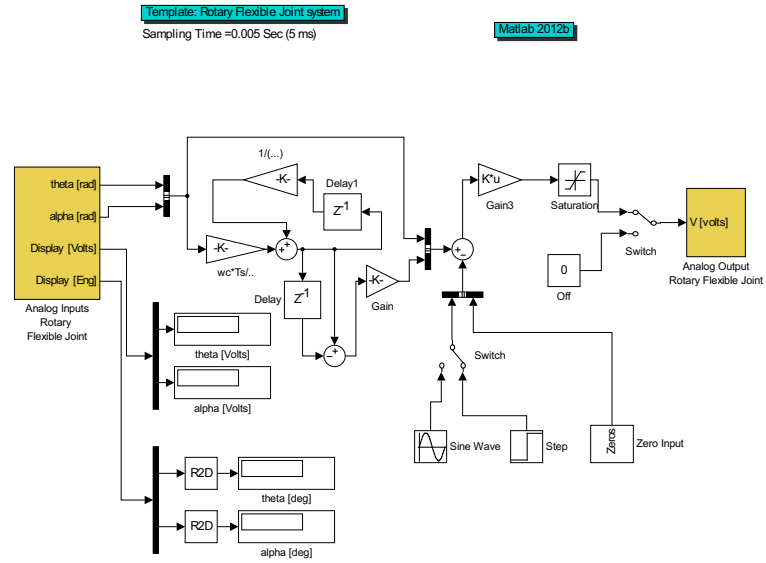 Template: Rotary Flexible Joint system
Sampling Time =0.005 Sec (5 ms)
Matlab 2012b
theta [rad]
alpha [rad]
Display [Volts]
Display [Eng]
Analog Inputs
Rotary
Flexible Joint
1/(...)
-K-
Delay1
Z-1
-K-
wc*Ts/..
Delay
Z-1
-K-
Gain
K*u
Gain3
Saturation
Switch
0
Off
V [volts]
Analog Output
Rotary Flexible Joint
theta [Volts]
alpha [Volts]
Switch
Sine Wave
Step
Zeros
Zero Input
R2D
theta [deg]
R2D
alpha [deg]